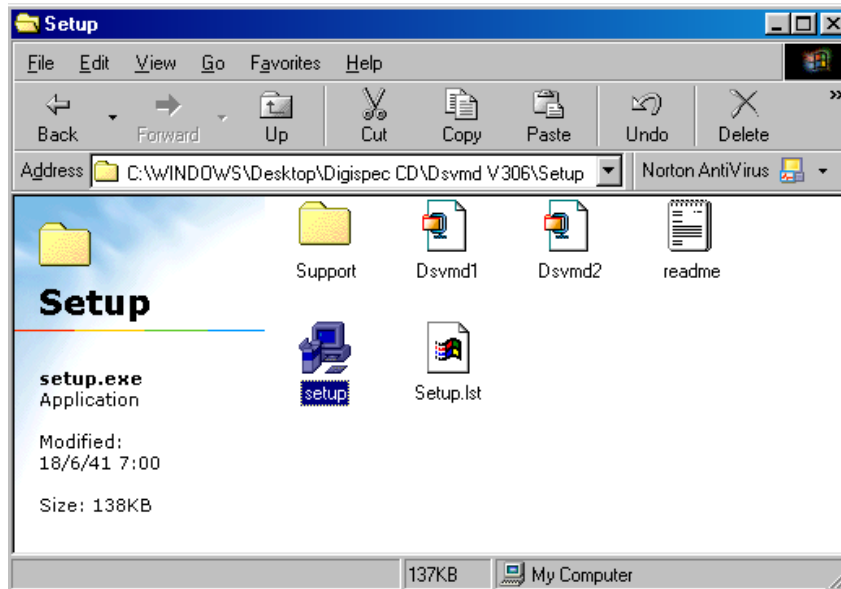 Setup
File Edit View Go Favorites Help
Back Forward Up Cut Copy Paste Undo Delete »
Address C:\WINDOWS\Desktop\Digispec CD\Dsvmd V306\Setup Norton AntiVirus
Support Dsvmd1 Dsvmd2 readme
setup Setup.lst
Setup
setup.exe
Application
Modified:
18/6/41 7:00
Size: 138KB
137KB My Computer